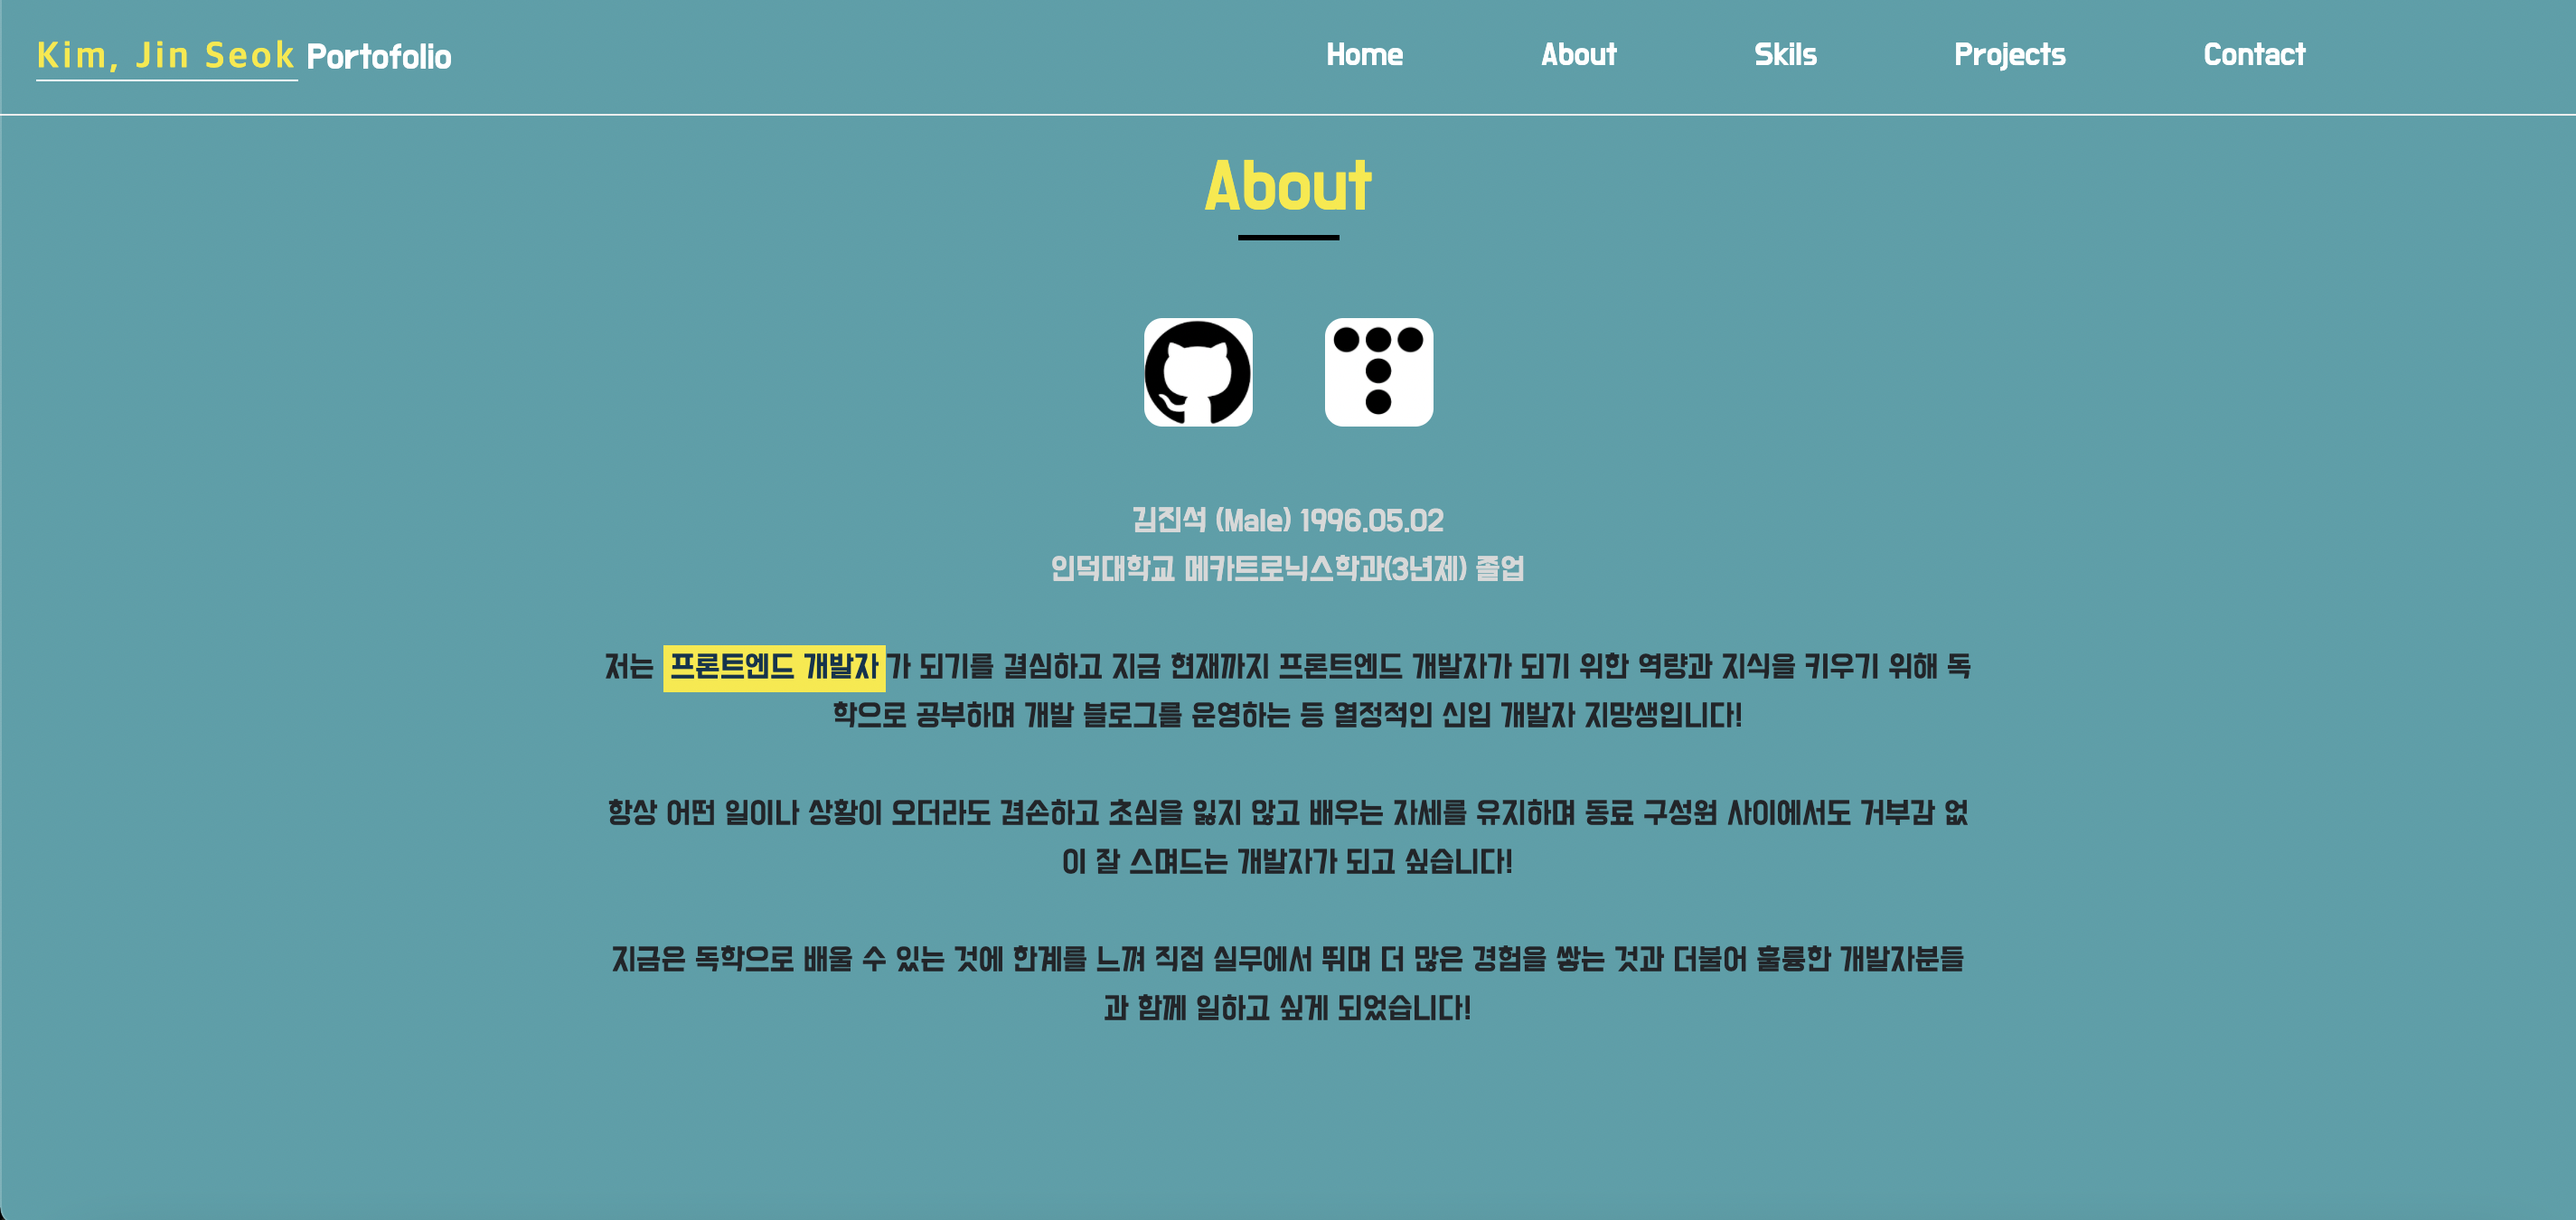 Kim, Jin Seok Portofolio
Home About Skils Projects Contact
About
김진석 (Male) 1996.05.02
인덕대학교 메카트로닉스학과(3년제) 졸업
저는 프론트엔드 개발자가 되기를 결심하고 지금 현재까지 프론트엔드 개발자가 되기 위한 역량과 지식을 키우기 위해 독
학으로 공부하며 개발 블로그를 운영하는 등 열정적인 신입 개발자 지망생입니다!
항상 어떤 일이나 상황이 오더라도 겸손하고 초심을 잃지 않고 배우는 자세를 유지하며 동료 구성원 사이에서도 거부감 없
이 잘 스며드는 개발자가 되고 싶습니다!
지금은 독학으로 배울 수 있는 것에 한계를 느껴 직접 실무에서 뛰며 더 많은 경험을 쌓는 것과 더불어 훌륭한 개발자분들
과 함께 일하고 싶게 되었습니다!